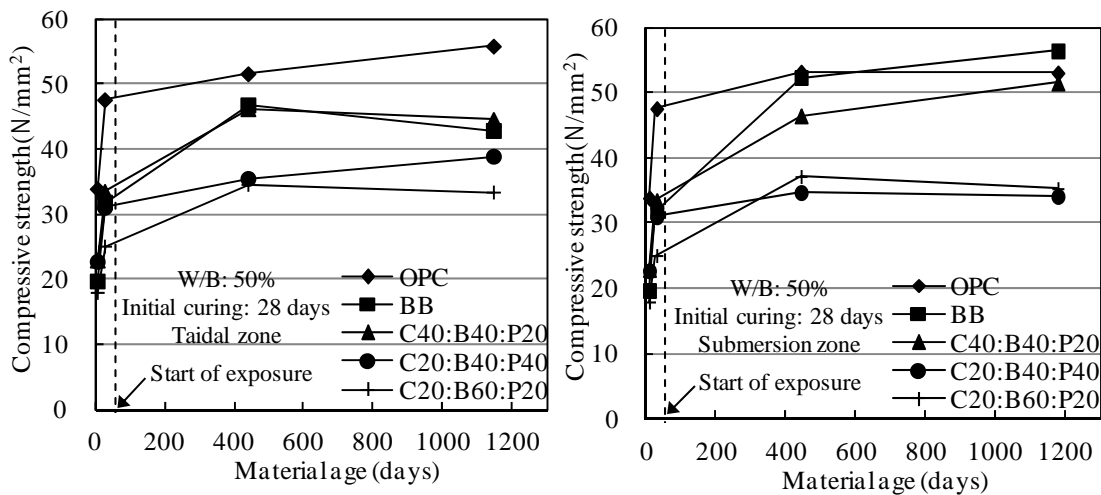 Compressive strength(N/mm²)
60
50
40
30
20
10
0
W/B: 50%
Initial curing: 28 days
Taidal zone
Start of exposure
OPC
BB
C40:B40:P20
C20:B40:P40
C20:B60:P20
0 200 400 600 800 1000 1200
Material age (days)
Compressive strength(N/mm²)
60
50
40
30
20
10
0
W/B: 50%
Initial curing: 28 days
Submersion zone
Start of exposure
OPC
BB
C40:B40:P20
C20:B40:P40
C20:B60:P20
0 200 400 600 800 1000 1200
Material age (days)